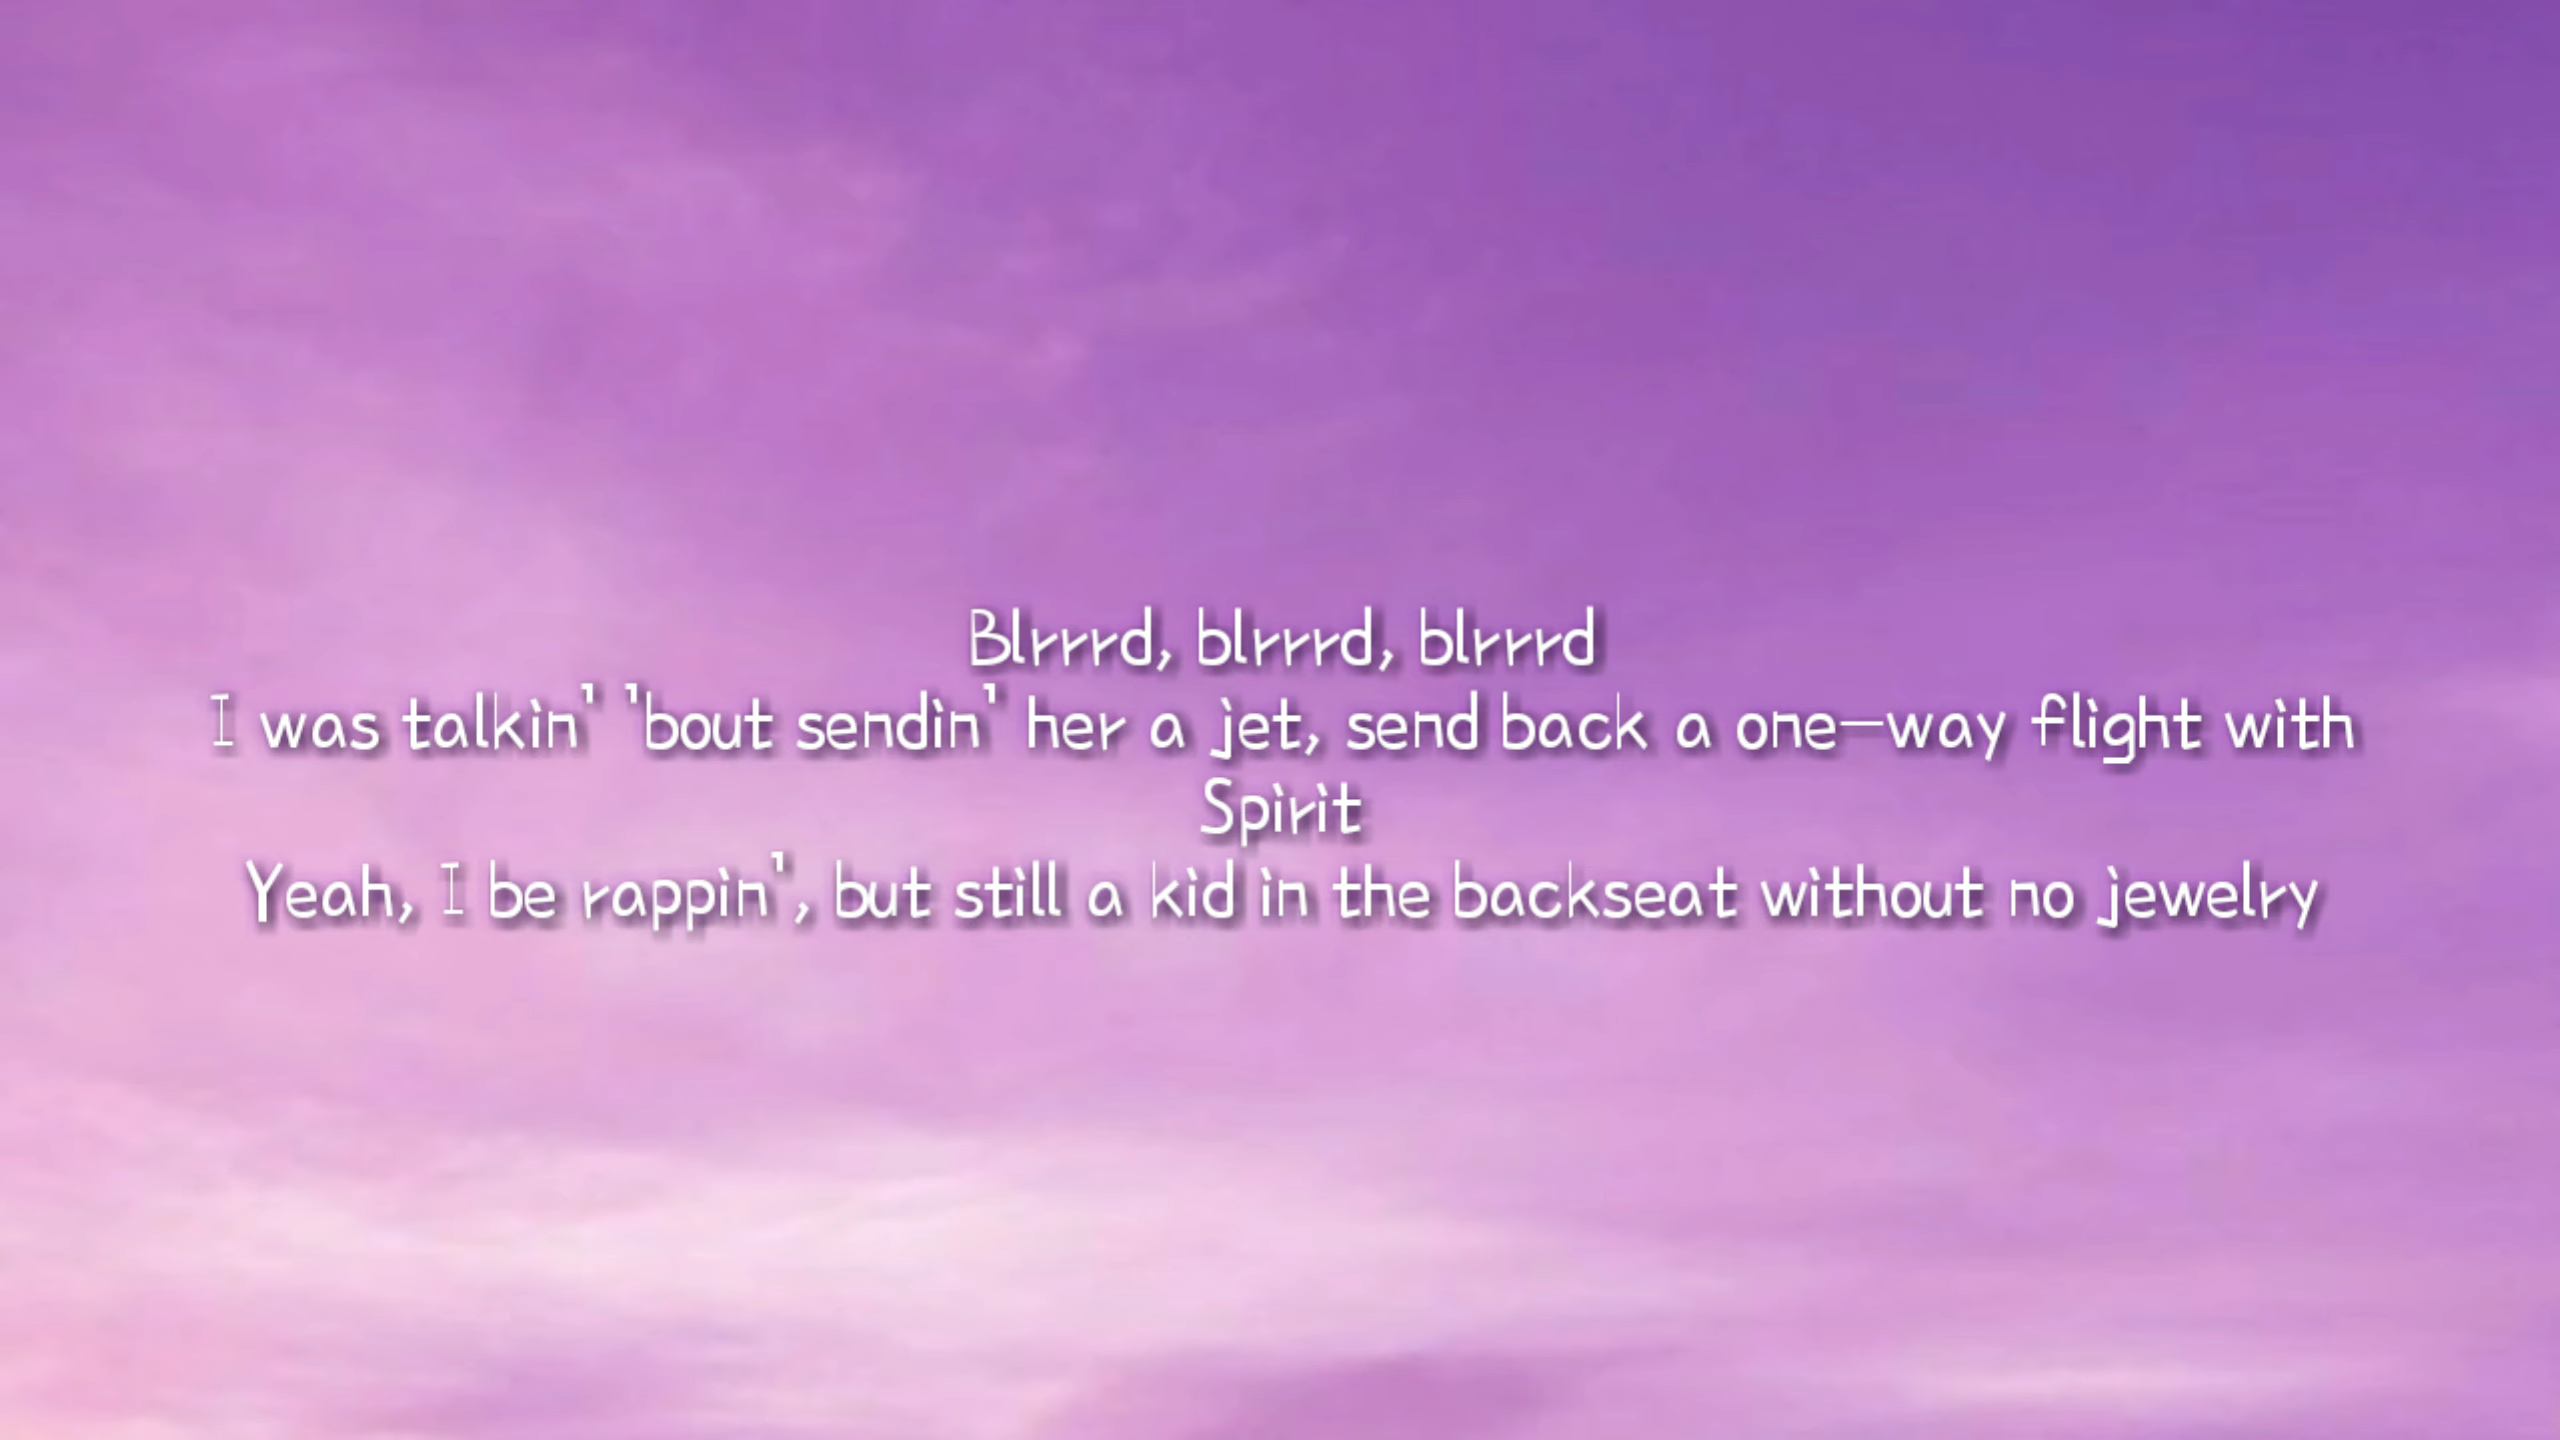 Blrrrd, blrrrd, blrrrd
I was talkin' 'bout sendin' her a jet, send back a one-way flight with
Spirit
Yeah, I be rappin', but still a kid in the backseat without no jewelry